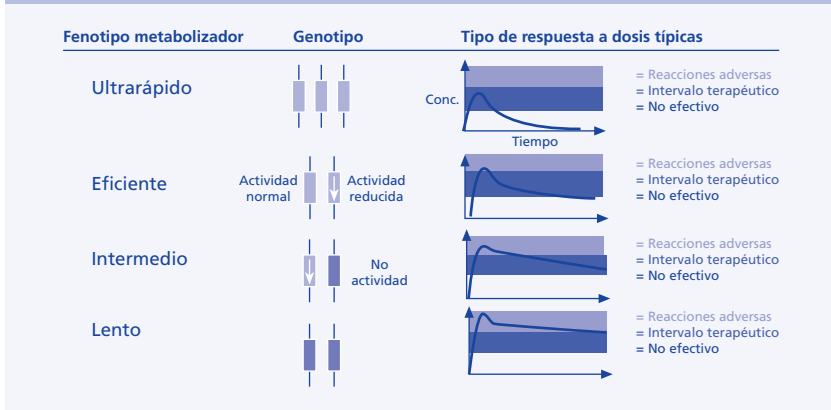 Fenotipo metabolizador Genotipo Tipo de respuesta a dosis típicas
Ultrarápido
Conc.
Tiempo
= Reacciones adversas
= Intervalo terapéutico
= No efectivo
Eficiente
Actividad normal
Actividad reducida
= Reacciones adversas
= Intervalo terapéutico
= No efectivo
Intermedio
No actividad
= Reacciones adversas
= Intervalo terapéutico
= No efectivo
Lento
= Reacciones adversas
= Intervalo terapéutico
= No efectivo